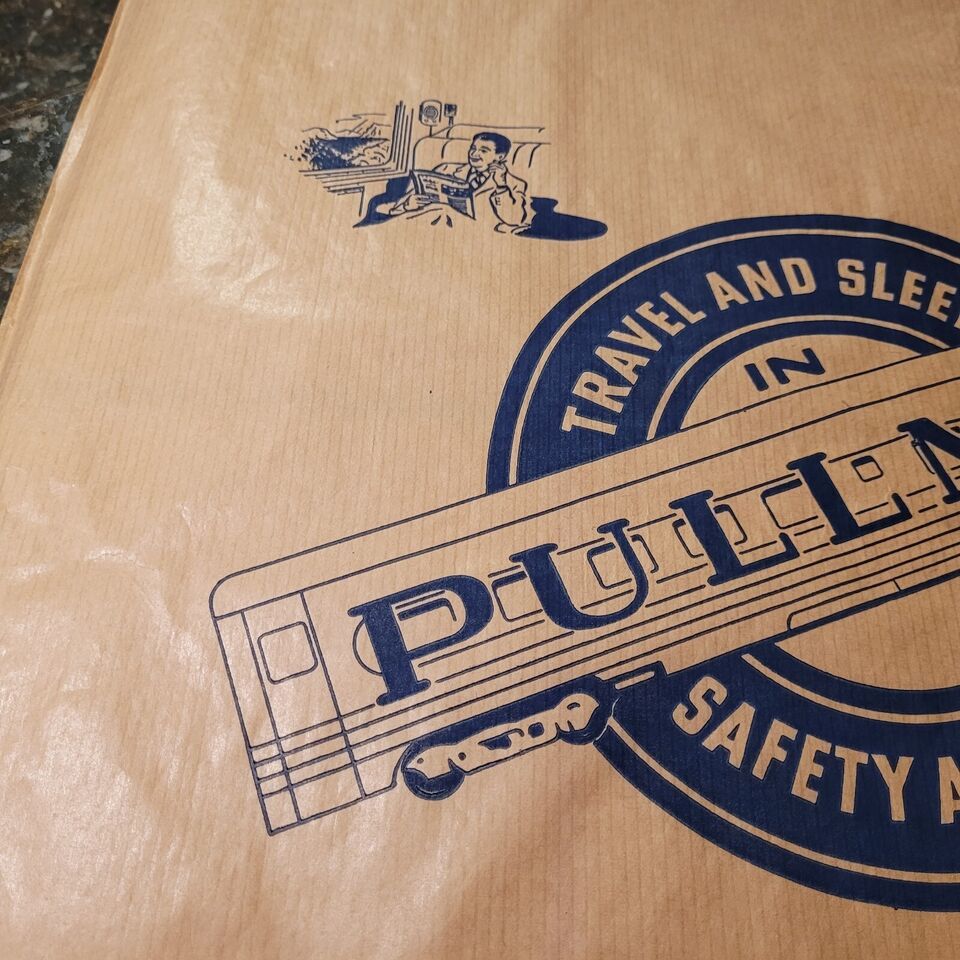 TRAVEL AND SLEE
IN
PULLM
SAFETY A